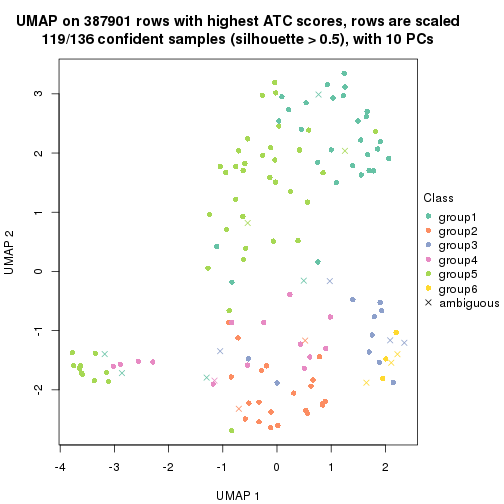 UMAP on 387901 rows with highest ATC scores, rows are scaled
119/136 confident samples (silhouette > 0.5), with 10 PCs
3
2
1
0
-1
-2
UMAP 2
-4
-3
-2
-1
0
1
2
UMAP 1
Class
group1
group2
group3
group4
group5
group6
ambiguous